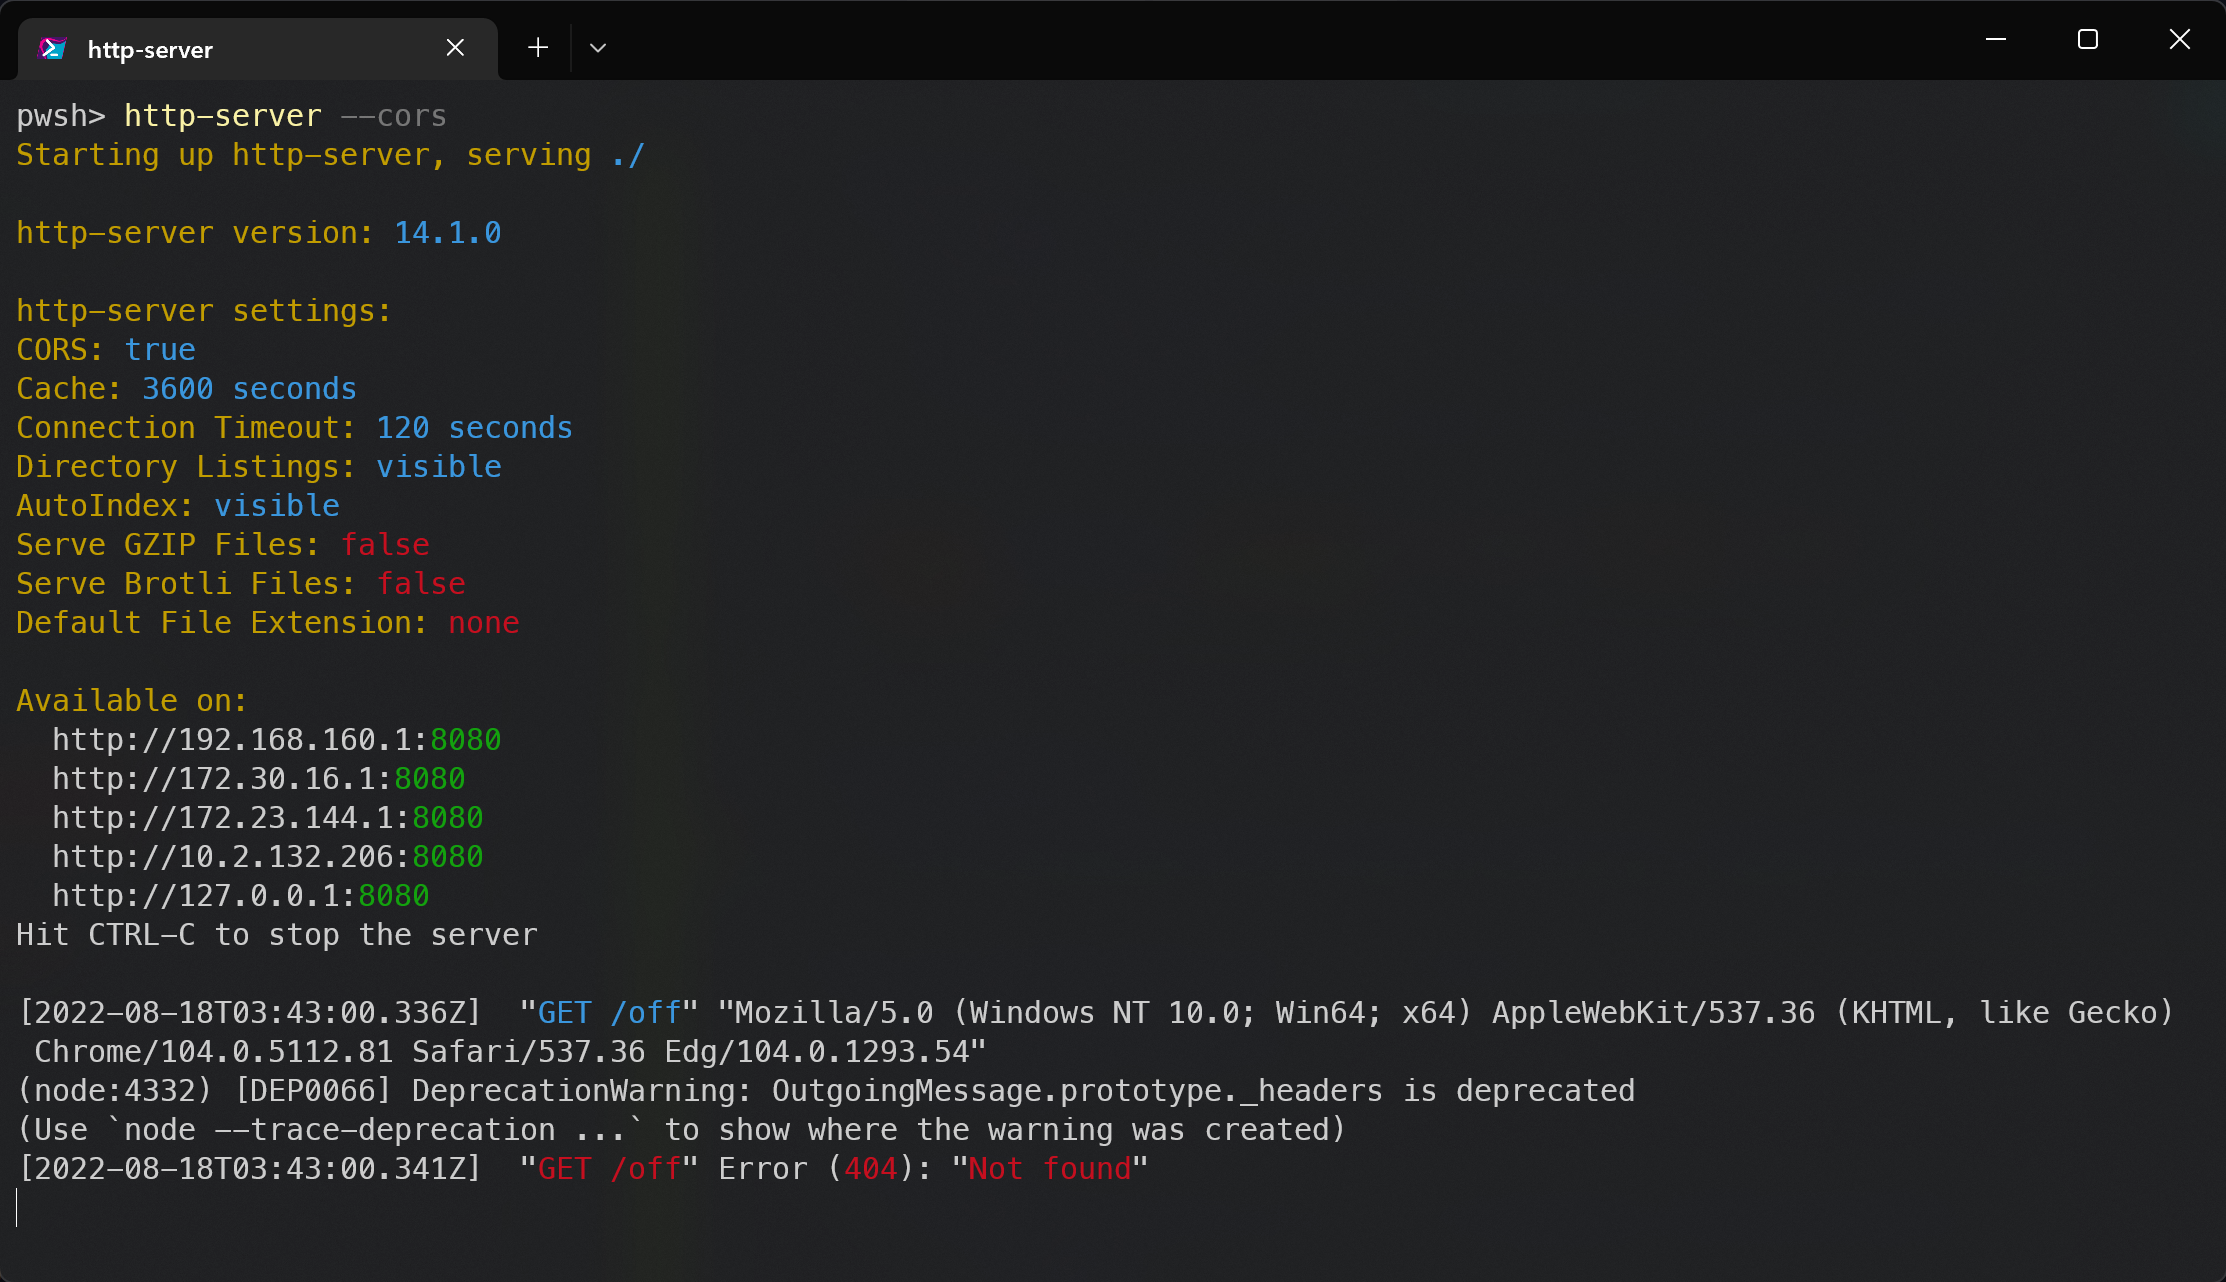 http-server
pwsh> http-server --cors
Starting up http-server, serving ./
http-server version: 14.1.0
http-server settings:
CORS: true
Cache: 3600 seconds
Connection Timeout: 120 seconds
Directory Listings: visible
AutoIndex: visible
Serve GZIP Files: false
Serve Brotli Files: false
Default File Extension: none
Available on:
  http://192.168.160.1:8080
  http://172.30.16.1:8080
  http://172.23.144.1:8080
  http://10.2.132.206:8080
  http://127.0.0.1:8080
Hit CTRL-C to stop the server
[2022-08-18T03:43:00.336Z]  "GET /off" "Mozilla/5.0 (Windows NT 10.0; Win64; x64) AppleWebKit/537.36 (KHTML, like Gecko)
 Chrome/104.0.5112.81 Safari/537.36 Edg/104.0.1293.54"
(node:4332) [DEP0066] DeprecationWarning: OutgoingMessage.prototype._headers is deprecated
(Use `node --trace-deprecation ...` to show where the warning was created)
[2022-08-18T03:43:00.341Z]  "GET /off" Error (404): "Not found"